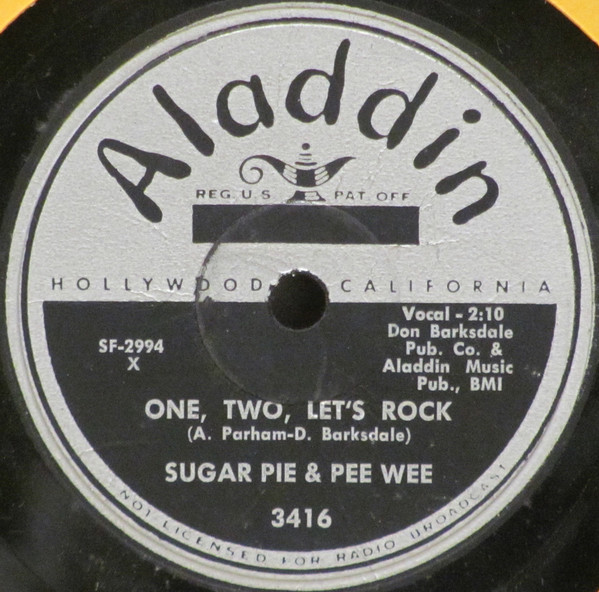 Aladdin
REG. U.S. PAT. OFF
HOLLYWOOD CALIFORNIA
Vocal - 2:10
Don Barksdale
Pub. Co. &
Aladdin Music
Pub., BMI
SF-2994
X
ONE, TWO, LET'S ROCK
(A. Parham-D. Barksdale)
SUGAR PIE & PEE WEE
3416
NOT LICENSED FOR RADIO BROADCAST